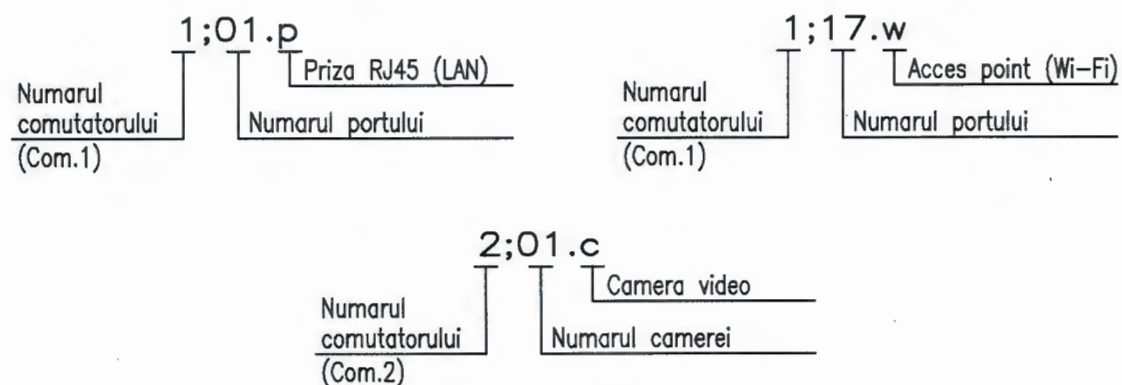 1;01.p
Priza RJ45 (LAN)
Numarul
comutatorului
Numarul portului
(Com.1)
1;17.w
Acces point (Wi-Fi)
Numarul
comutatorului
Numarul portului
(Com.1)
2;01.c
Camera video
Numarul
comutatorului
Numarul camerei
(Com.2)